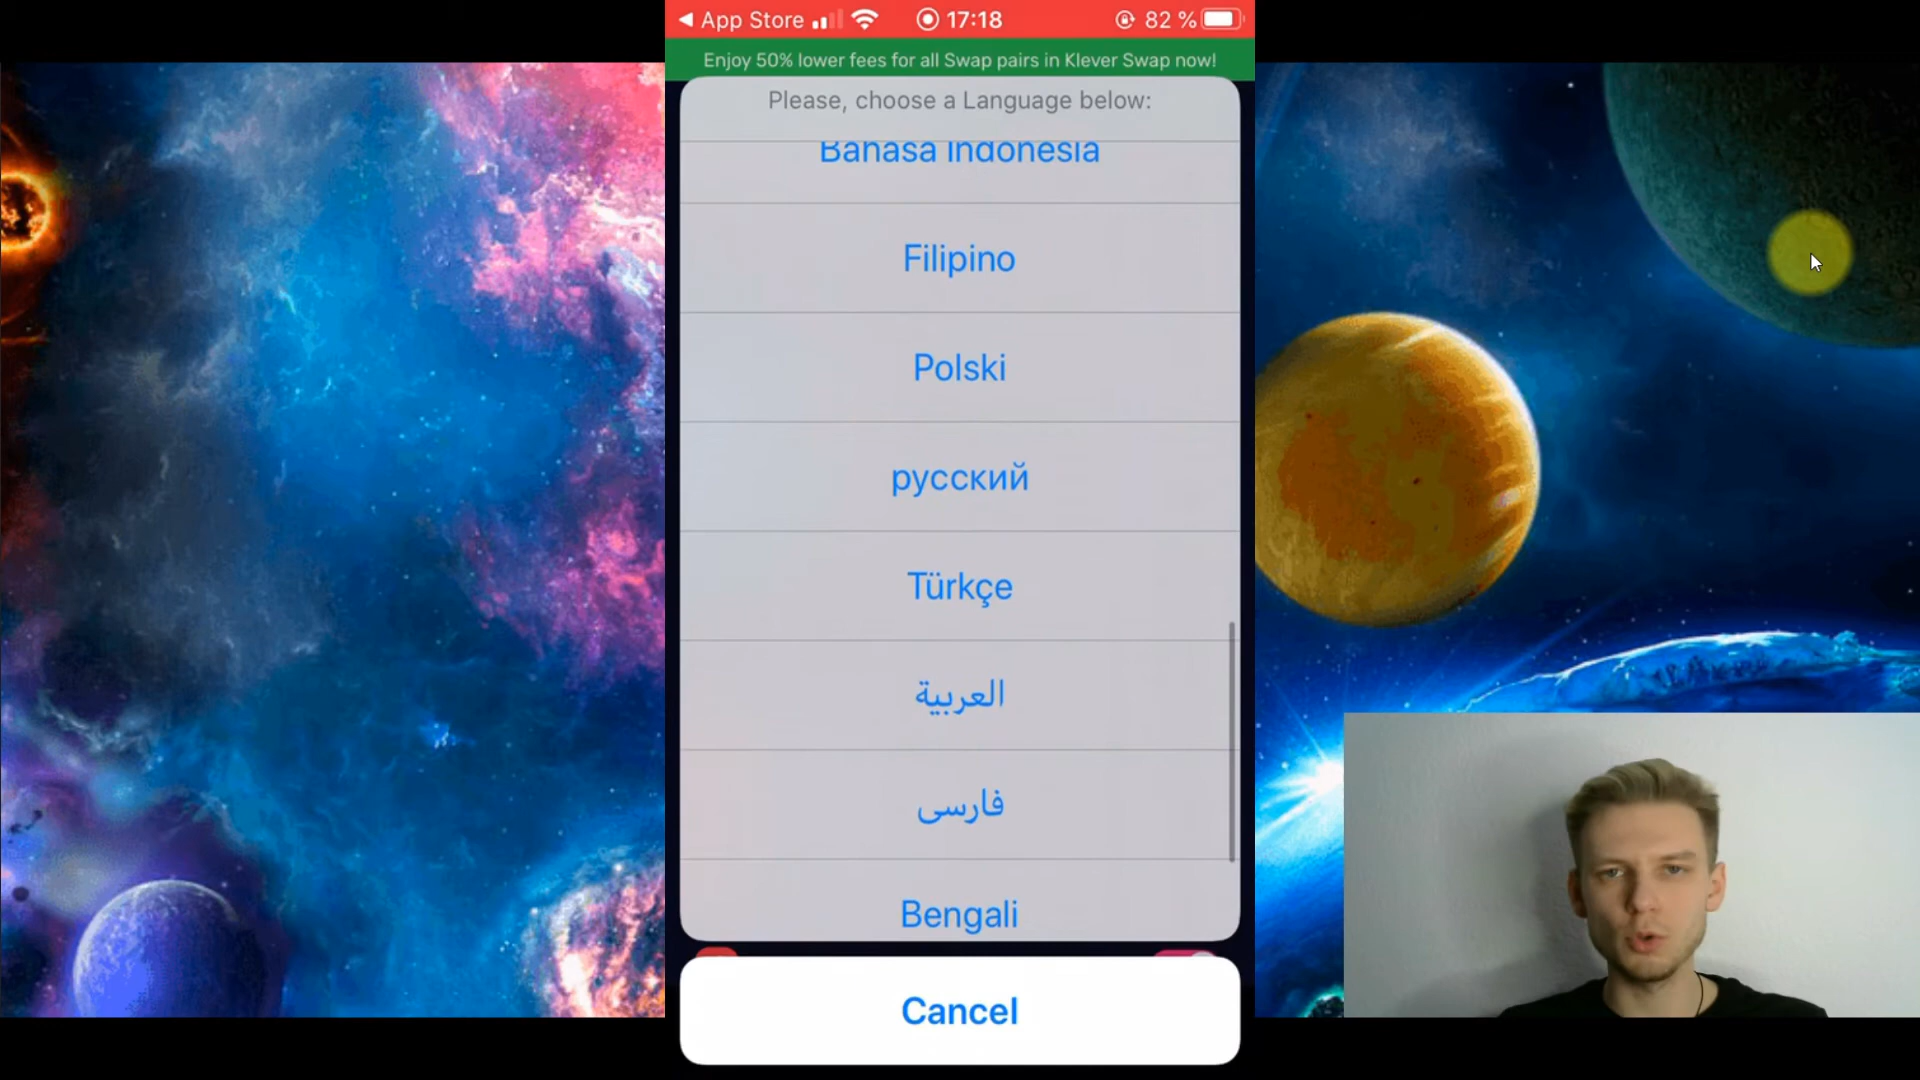 App Store
17:18
82 %
Enjoy 50% lower fees for all Swap pairs in Klever Swap now!
Please, choose a Language below:
Bahasa Indonesia
Filipino
Polski
русский
Türkçe
العربية
فارسی
Bengali
Cancel